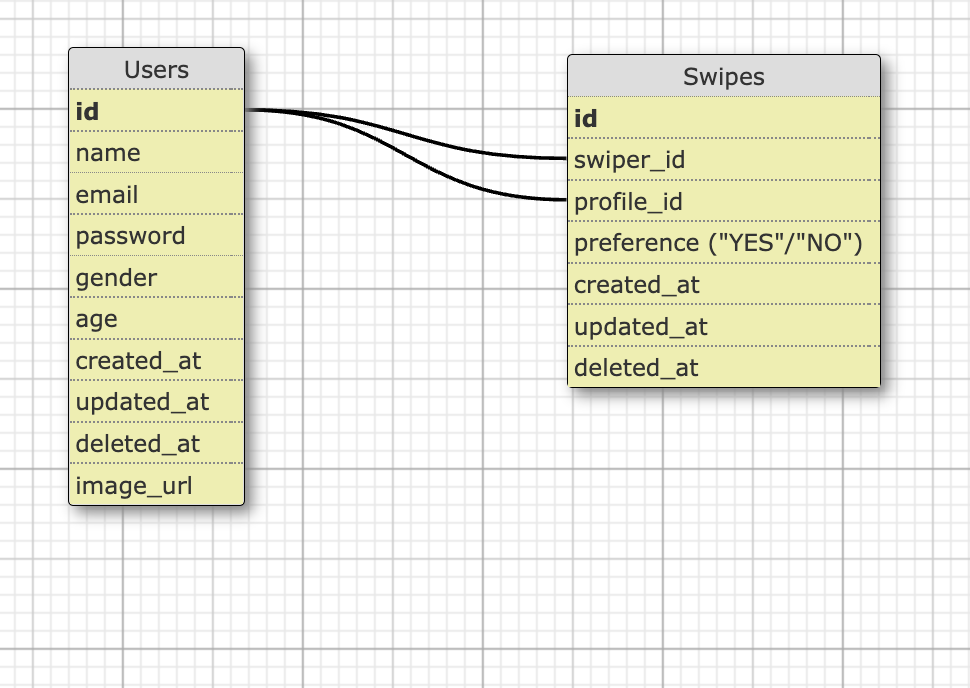 Users
id
name
email
password
gender
age
created_at
updated_at
deleted_at
image_url
Swipes
id
swiper_id
profile_id
preference ("YES"/"NO")
created_at
updated_at
deleted_at